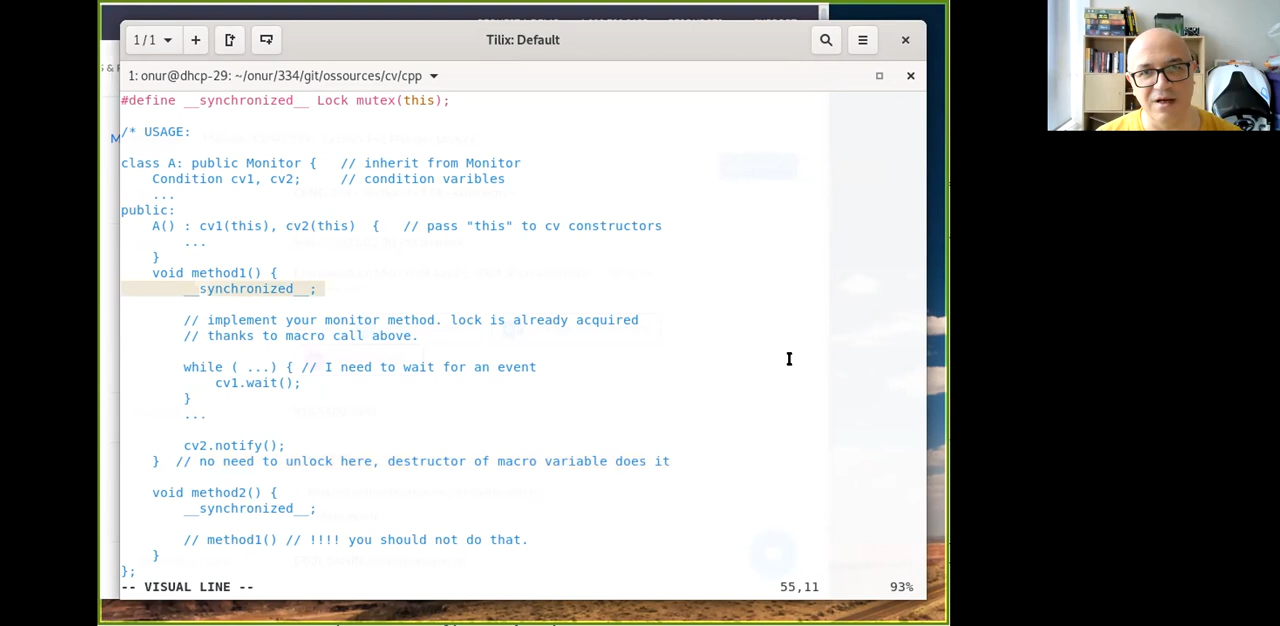 1 / 1
Tilix: Default
1: onur@dhcp-29: ~/onur/334/git/ossources/cv/cpp
#define __synchronized__ Lock mutex(this);
/* USAGE:
class A: public Monitor {   // inherit from Monitor
    Condition cv1, cv2;     // condition varibles
    ...
public:
    A() : cv1(this), cv2(this)  {   // pass "this" to cv constructors
        ...
    }
    void method1() {
        __synchronized__;
        // implement your monitor method. lock is already acquired
        // thanks to macro call above.
        while ( ...) { // I need to wait for an event
            cv1.wait();
        }
        ...
        cv2.notify();
    }  // no need to unlock here, destructor of macro variable does it
    void method2() {
        __synchronized__;
        // method1() // !!!! you should not do that.
    }
};
-- VISUAL LINE --
55,11
93%